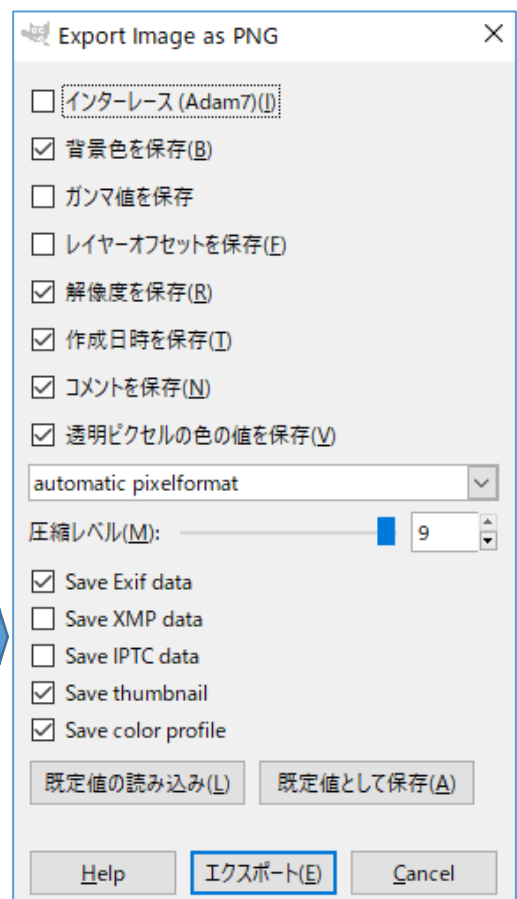 Export Image as PNG
インターレース (Adam7)(I)
背景色を保存(B)
ガンマ値を保存
レイヤーオフセットを保存(F)
解像度を保存(R)
作成日時を保存(T)
コメントを保存(N)
透明ピクセルの色の値を保存(V)
automatic pixelformat
圧縮レベル(M): 9
Save Exif data
Save XMP data
Save IPTC data
Save thumbnail
Save color profile
既定値の読み込み(L) 既定値として保存(A)
Help エクスポート(E) Cancel